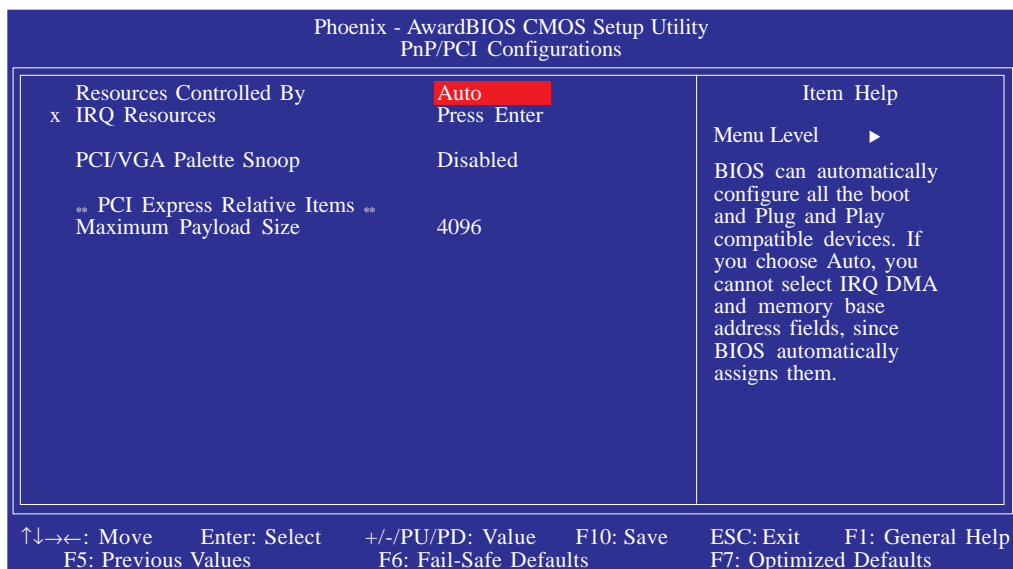 Phoenix - AwardBIOS CMOS Setup Utility
PnP/PCI Configurations
Resources Controlled By Auto
x IRQ Resources Press Enter
PCI/VGA Palette Snoop Disabled
** PCI Express Relative Items **
Maximum Payload Size 4096
Item Help
Menu Level ►
BIOS can automatically
configure all the boot
and Plug and Play
compatible devices. If
you choose Auto, you
cannot select IRQ DMA
and memory base
address fields, since
BIOS automatically
assigns them.
↑↓→←: Move Enter: Select +/-/PU/PD: Value F10: Save ESC: Exit F1: General Help
F5: Previous Values F6: Fail-Safe Defaults F7: Optimized Defaults